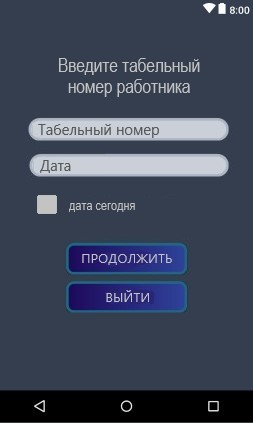 8:00
Введите табельный
номер работника
Табельный номер
Дата
дата сегодня
ПРОДОЛЖИТЬ
ВЫЙТИ